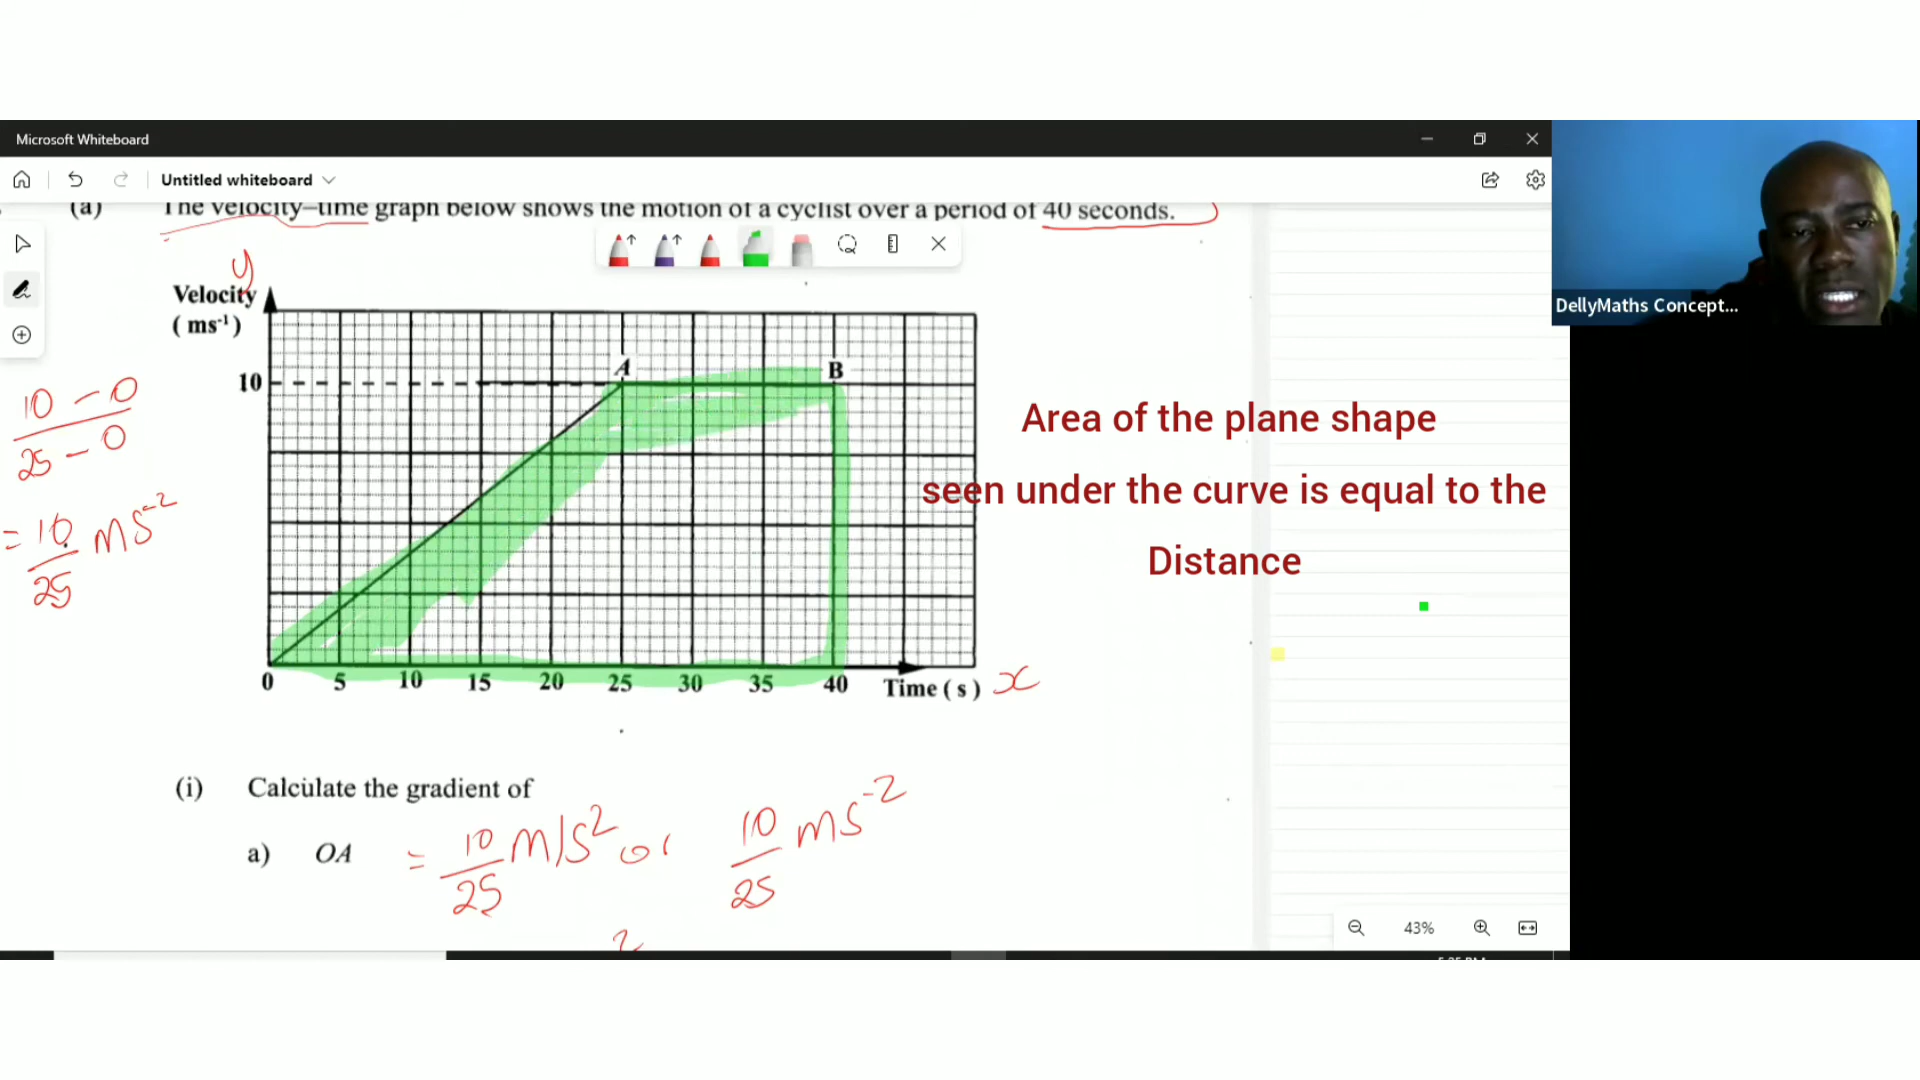 Microsoft Whiteboard
Untitled whiteboard
(a) The velocity–time graph below shows the motion of a cyclist over a period of 40 seconds.
y
Velocity
( ms⁻¹ )
10
A
B
0 5 10 15 20 25 30 35 40 Time ( s ) x
10 – 0
25 – 0
= 10
25
ms⁻²
Area of the plane shape
seen under the curve is equal to the
Distance
DellyMaths Concept...
(i) Calculate the gradient of
a) OA = 10/25 m/s² or 10/25 ms⁻²
2
43%